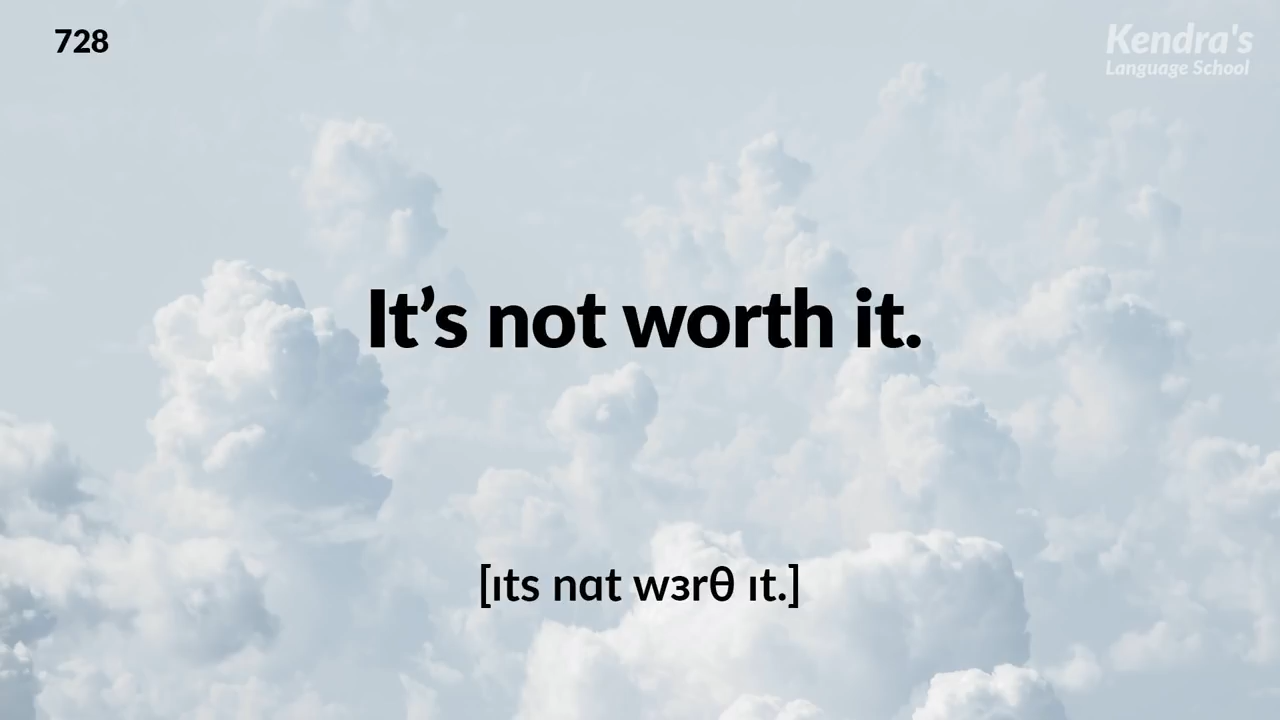 728
Kendra's
Language School
It’s not worth it.
[ɪts nɑt wɜrθ ɪt.]